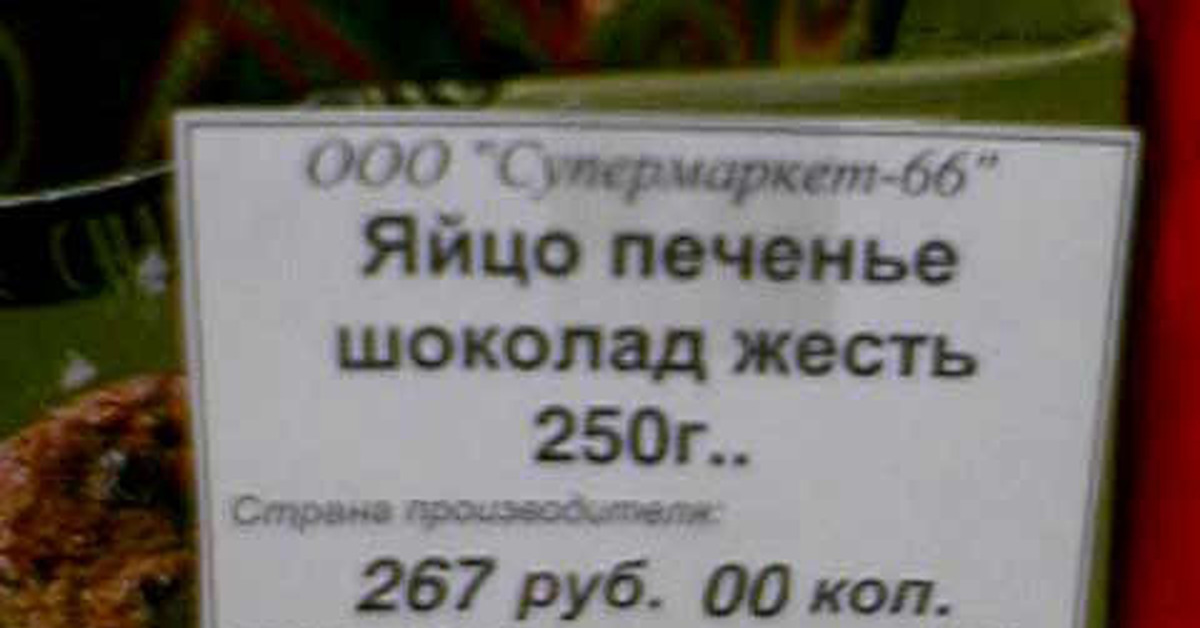 ООО "Супермаркет-66"
Яйцо печенье
шоколад жесть
250г..
Страна производителя:
267 руб. 00 коп.